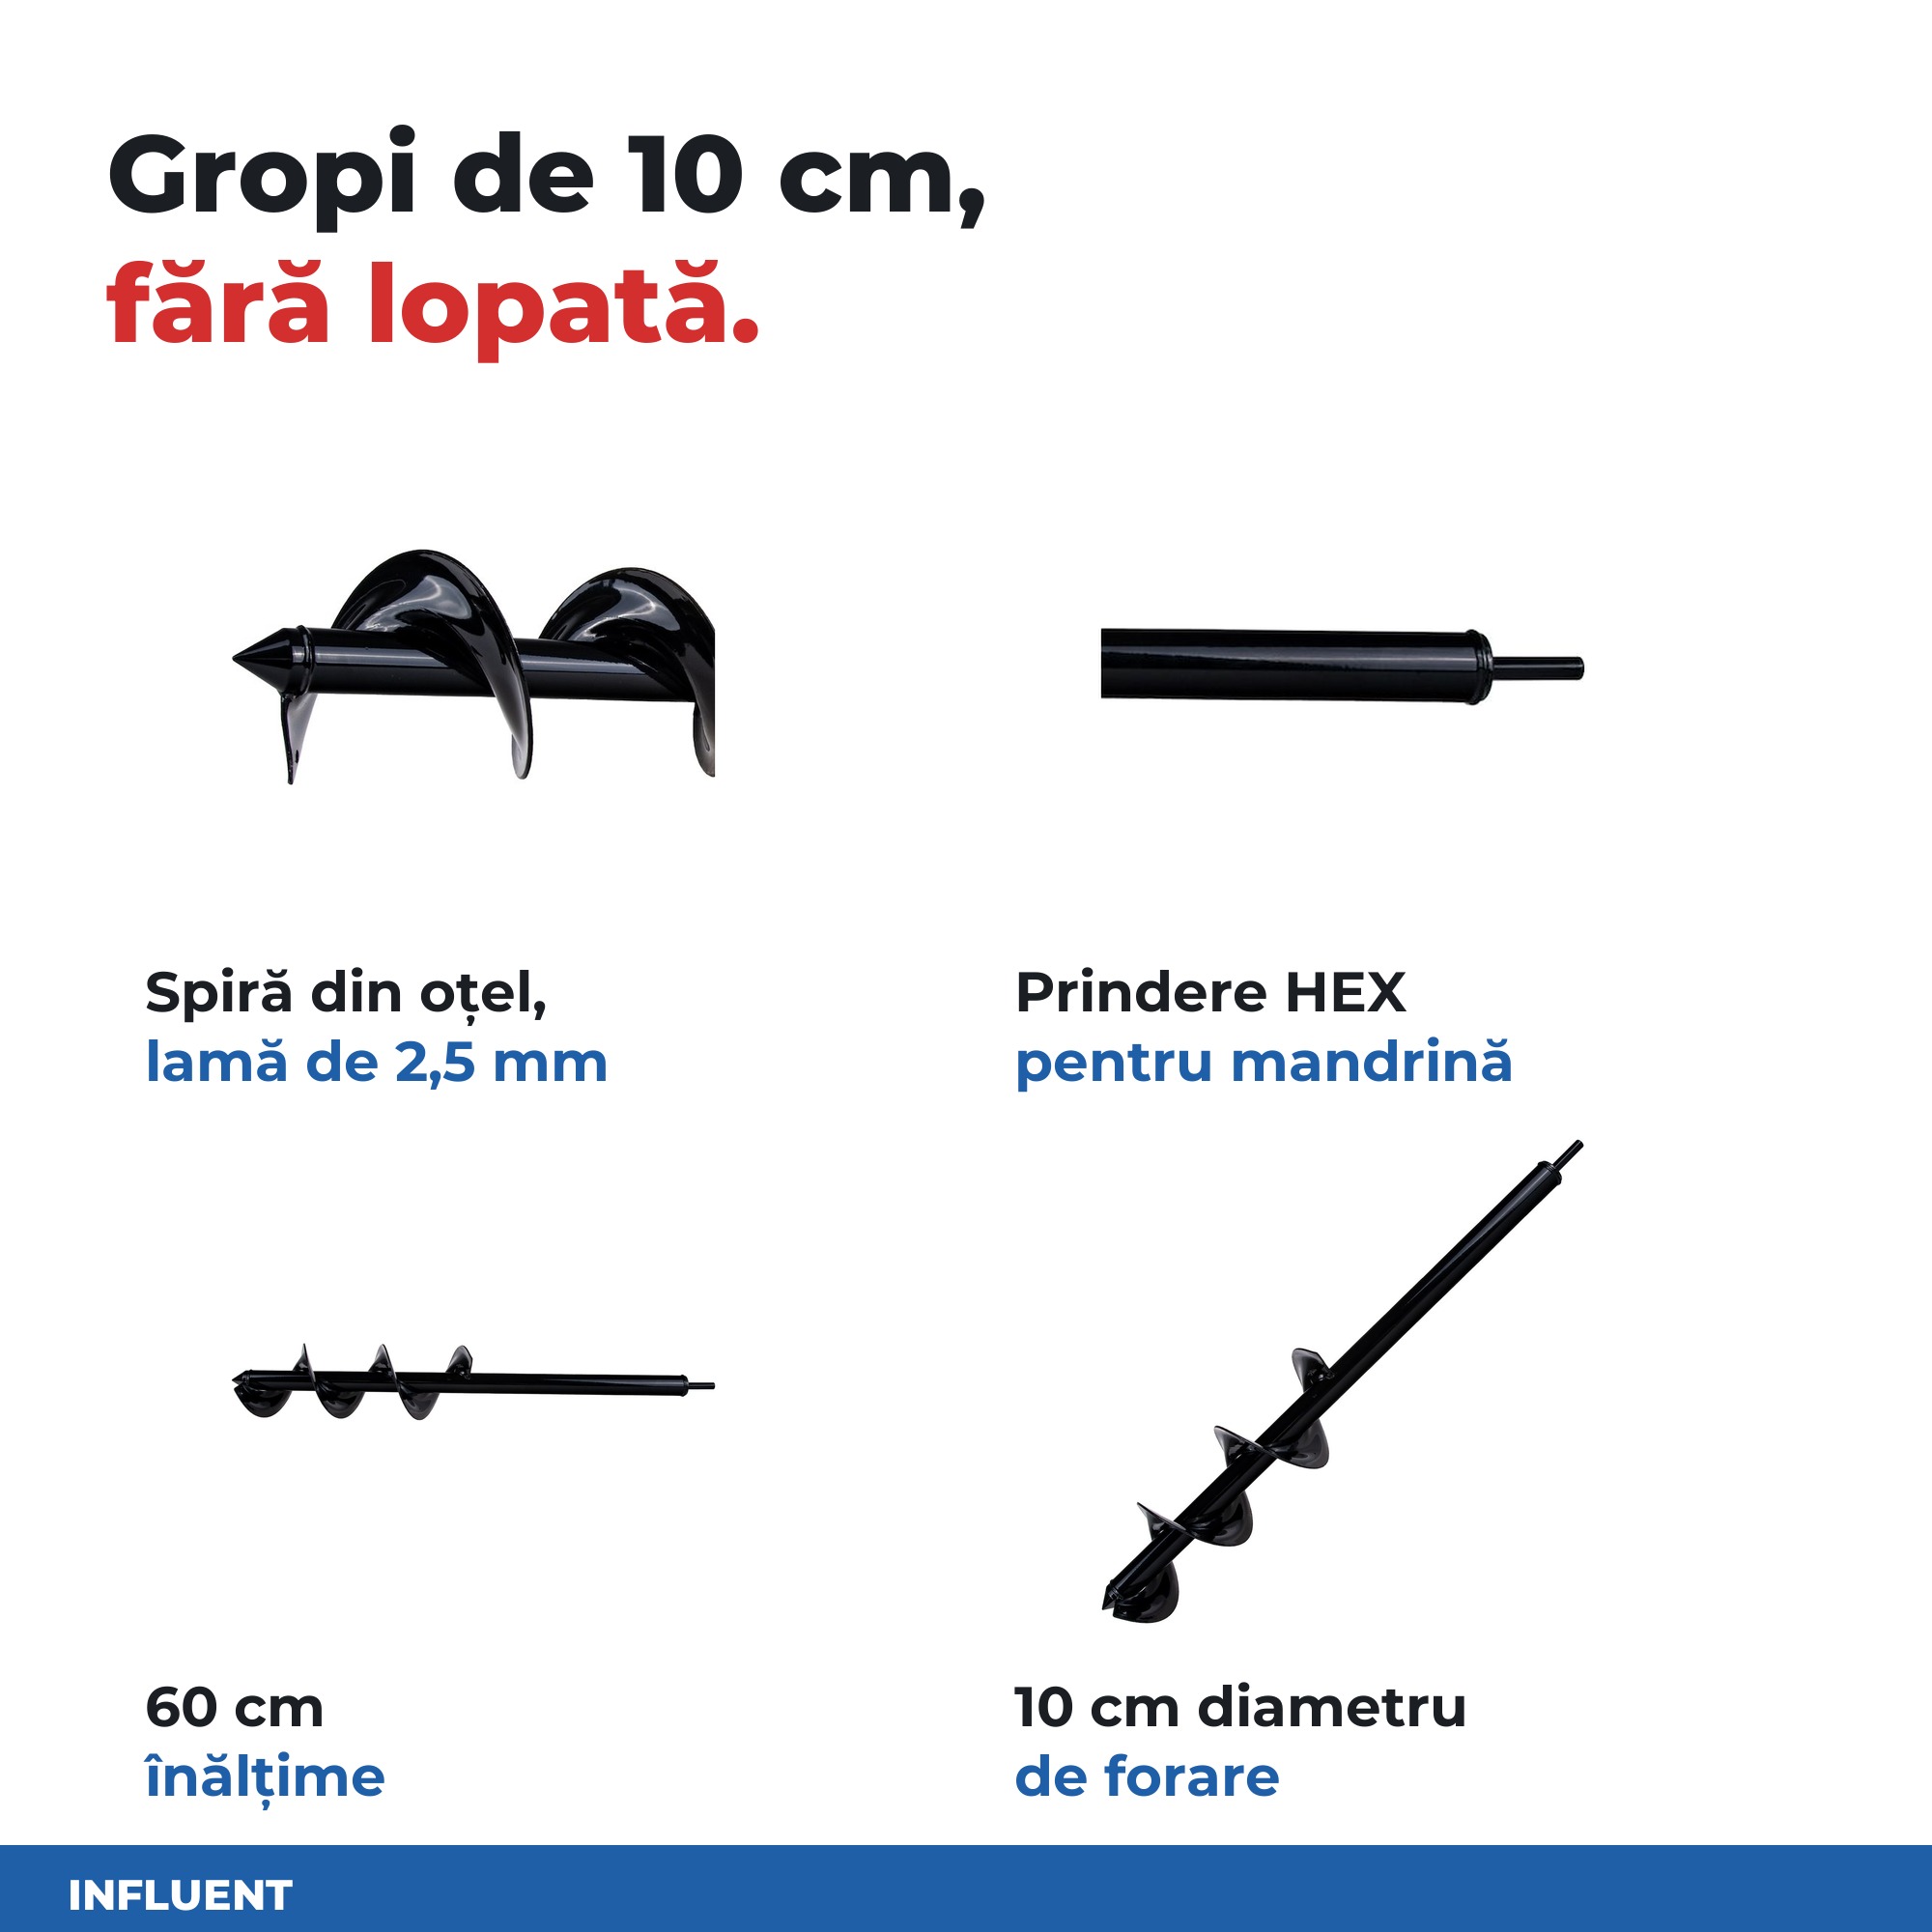 Gropi de 10 cm,
fără lopată.
Spiră din oțel,
lamă de 2,5 mm
Prindere HEX
pentru mandrină
60 cm
înălțime
10 cm diametru
de forare
INFLUENT